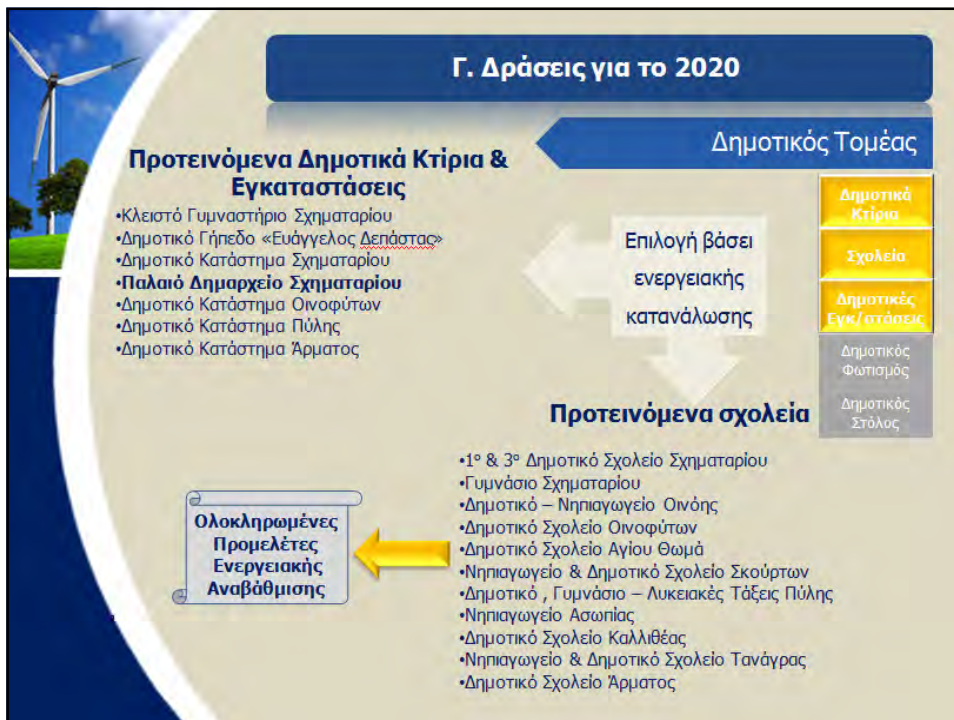 Γ. Δράσεις για το 2020
Δημοτικός Τομέας
Προτεινόμενα Δημοτικά Κτίρια &
Εγκαταστάσεις
•Κλειστό Γυμναστήριο Σχηματαρίου
•Δημοτικό Γήπεδο «Ευάγγελος Δεπάστας»
•Δημοτικό Κατάστημα Σχηματαρίου
•Παλαιό Δημαρχείο Σχηματαρίου
•Δημοτικό Κατάστημα Οινοφύτων
•Δημοτικό Κατάστημα Πύλης
•Δημοτικό Κατάστημα Άρματος
Επιλογή βάσει
ενεργειακής
κατανάλωσης
Δημοτικά
Κτίρια
Σχολεία
Δημοτικές
Εγκ/στάσεις
Δημοτικός
Φωτισμός
Δημοτικός
Στόλος
Προτεινόμενα σχολεία
•1ο & 3ο Δημοτικό Σχολείο Σχηματαρίου
•Γυμνάσιο Σχηματαρίου
•Δημοτικό – Νηπιαγωγείο Οινόης
•Δημοτικό Σχολείο Οινοφύτων
•Δημοτικό Σχολείο Αγίου Θωμά
•Νηπιαγωγείο & Δημοτικό Σχολείο Σκούρτων
•Δημοτικό , Γυμνάσιο – Λυκειακές Τάξεις Πύλης
•Νηπιαγωγείο Ασωπίας
•Δημοτικό Σχολείο Καλλιθέας
•Νηπιαγωγείο & Δημοτικό Σχολείο Τανάγρας
•Δημοτικό Σχολείο Άρματος
Ολοκληρωμένες
Προμελέτες
Ενεργειακής
Αναβάθμισης